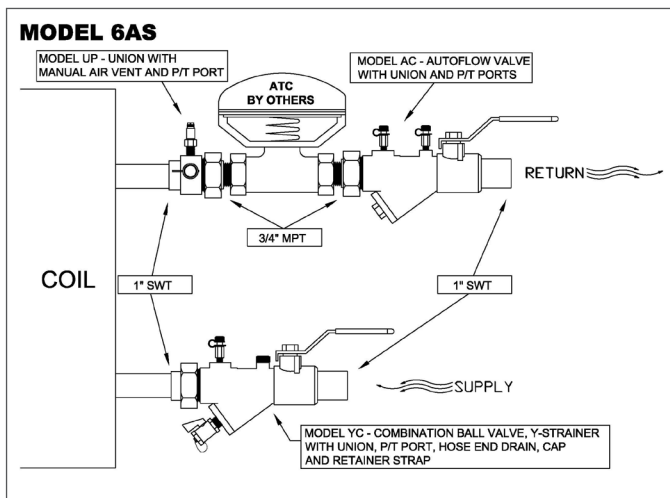 MODEL 6AS
MODEL UP - UNION WITH
MANUAL AIR VENT AND P/T PORT
ATC
BY OTHERS
MODEL AC - AUTOFLOW VALVE
WITH UNION AND P/T PORTS
RETURN
3/4" MPT
COIL
1" SWT
1" SWT
SUPPLY
MODEL YC - COMBINATION BALL VALVE, Y-STRAINER
WITH UNION, P/T PORT, HOSE END DRAIN, CAP
AND RETAINER STRAP